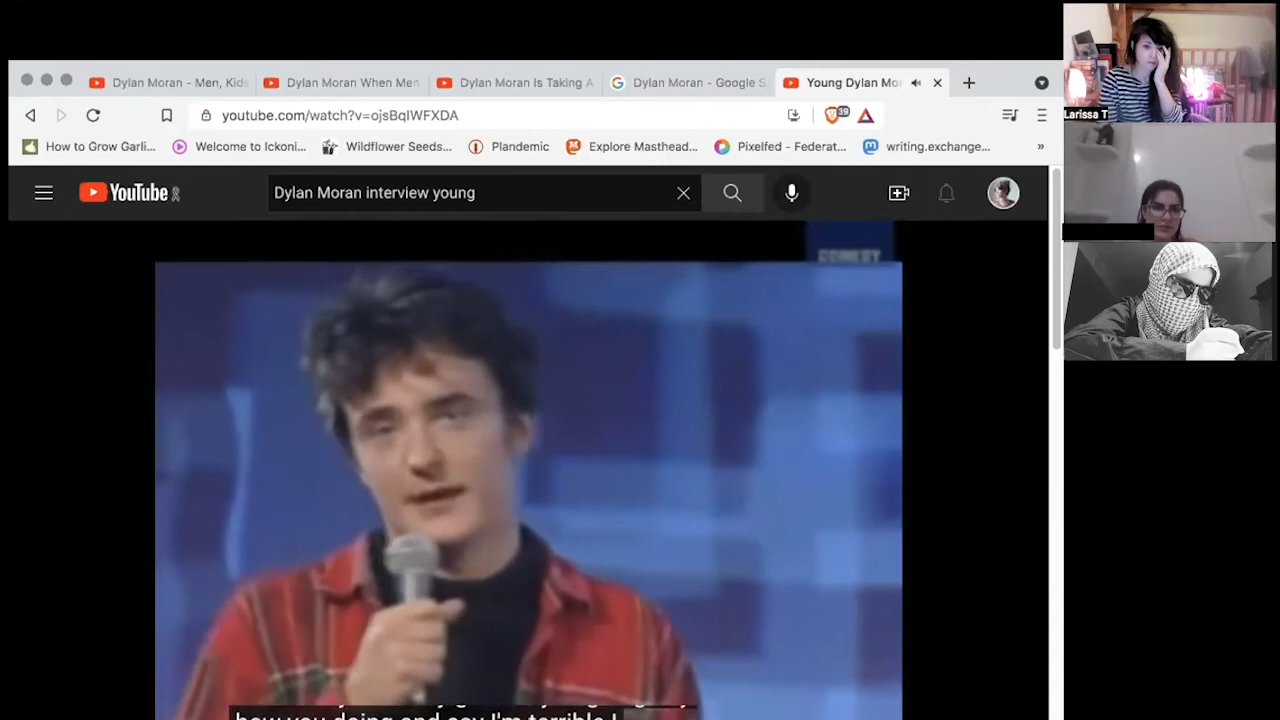 Dylan Moran - Men, Kids
Dylan Moran When
Dylan Moran Is Taking A
Dylan Moran - Google S
Young Dylan Mo
youtube.com/watch?v=ojsBqIWFXDA
39
How to Grow Garli...
Welcome to Ickoni...
Wildflower Seeds...
Plandemic
Explore Masthead...
Pixelfed - Federat...
writing.exchange...
»
YouTube
Dylan Moran interview young
Larissa T
how you doing and say I'm terrible I